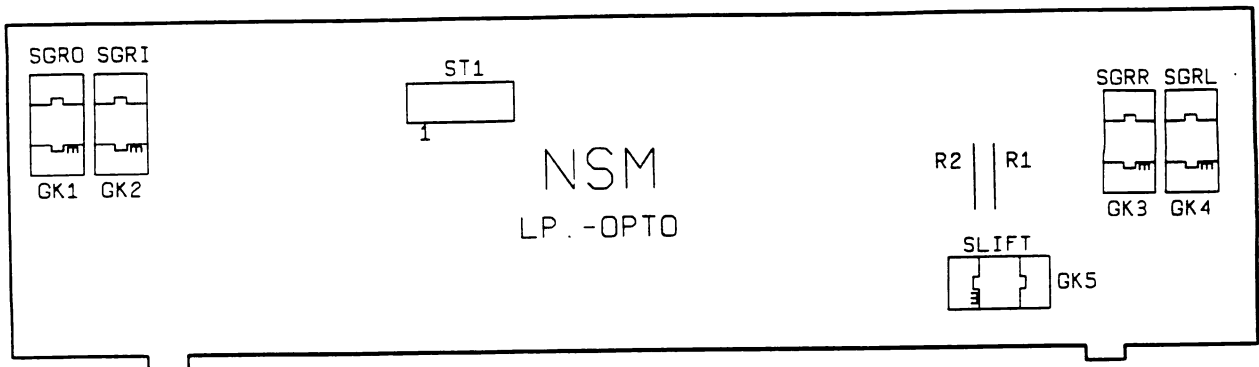 SGRO SGRI
ST1
SGRR SGRL
1
NSM
R2 R1
GK1 GK2
GK3 GK4
LP.-OPTO
SLIFT
GK5